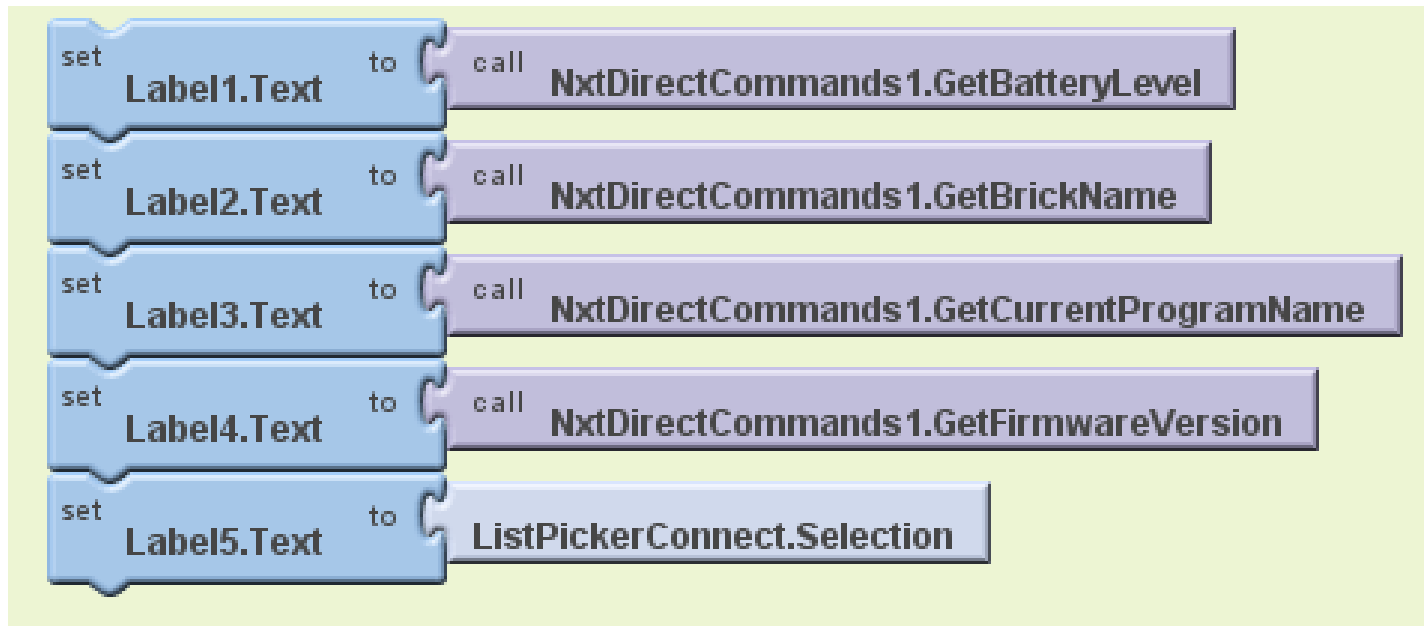 set Label1.Text to call NxtDirectCommands1.GetBatteryLevel
set Label2.Text to call NxtDirectCommands1.GetBrickName
set Label3.Text to call NxtDirectCommands1.GetCurrentProgramName
set Label4.Text to call NxtDirectCommands1.GetFirmwareVersion
set Label5.Text to ListPickerConnect.Selection